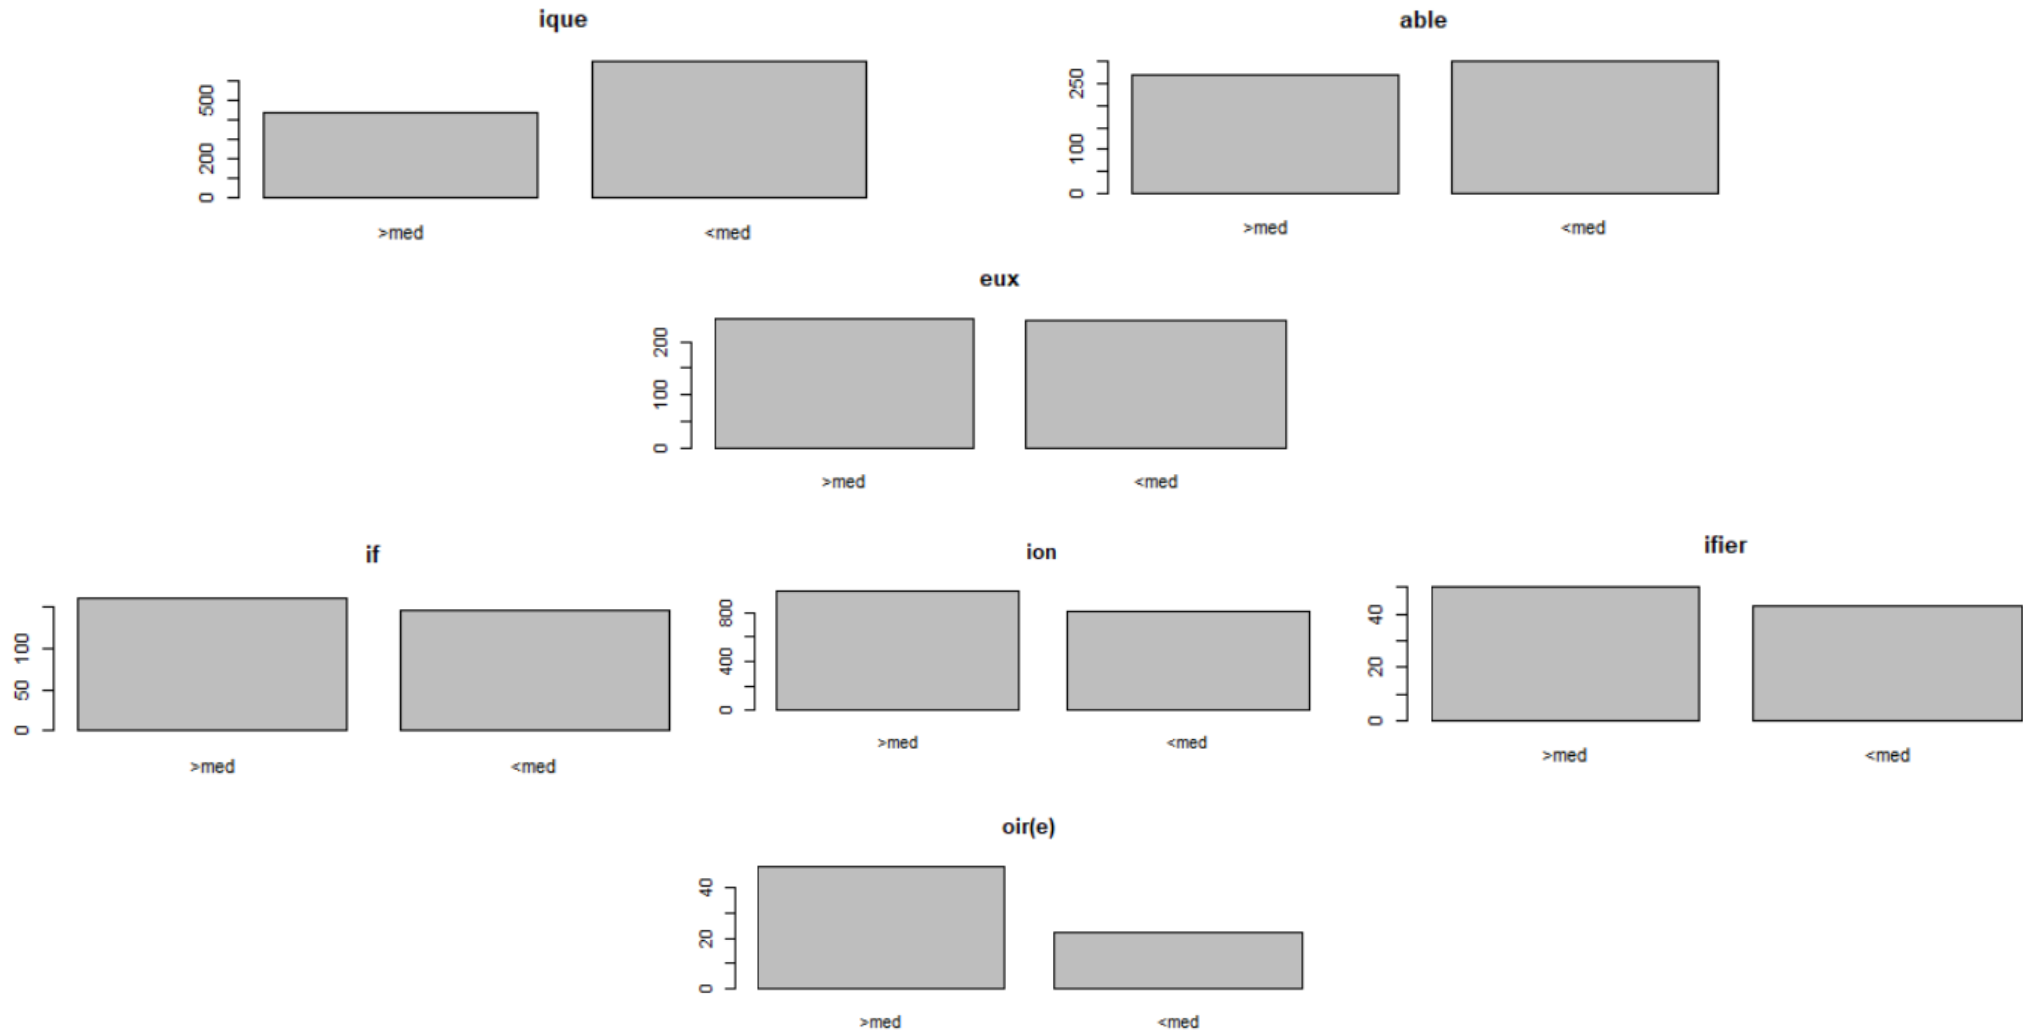 ique
500
200
0
>med
<med
able
250
100
0
>med
<med
eux
200
100
0
>med
<med
if
100
50
0
>med
<med
ion
800
400
0
>med
<med
ifier
40
20
0
>med
<med
oir(e)
40
20
0
>med
<med